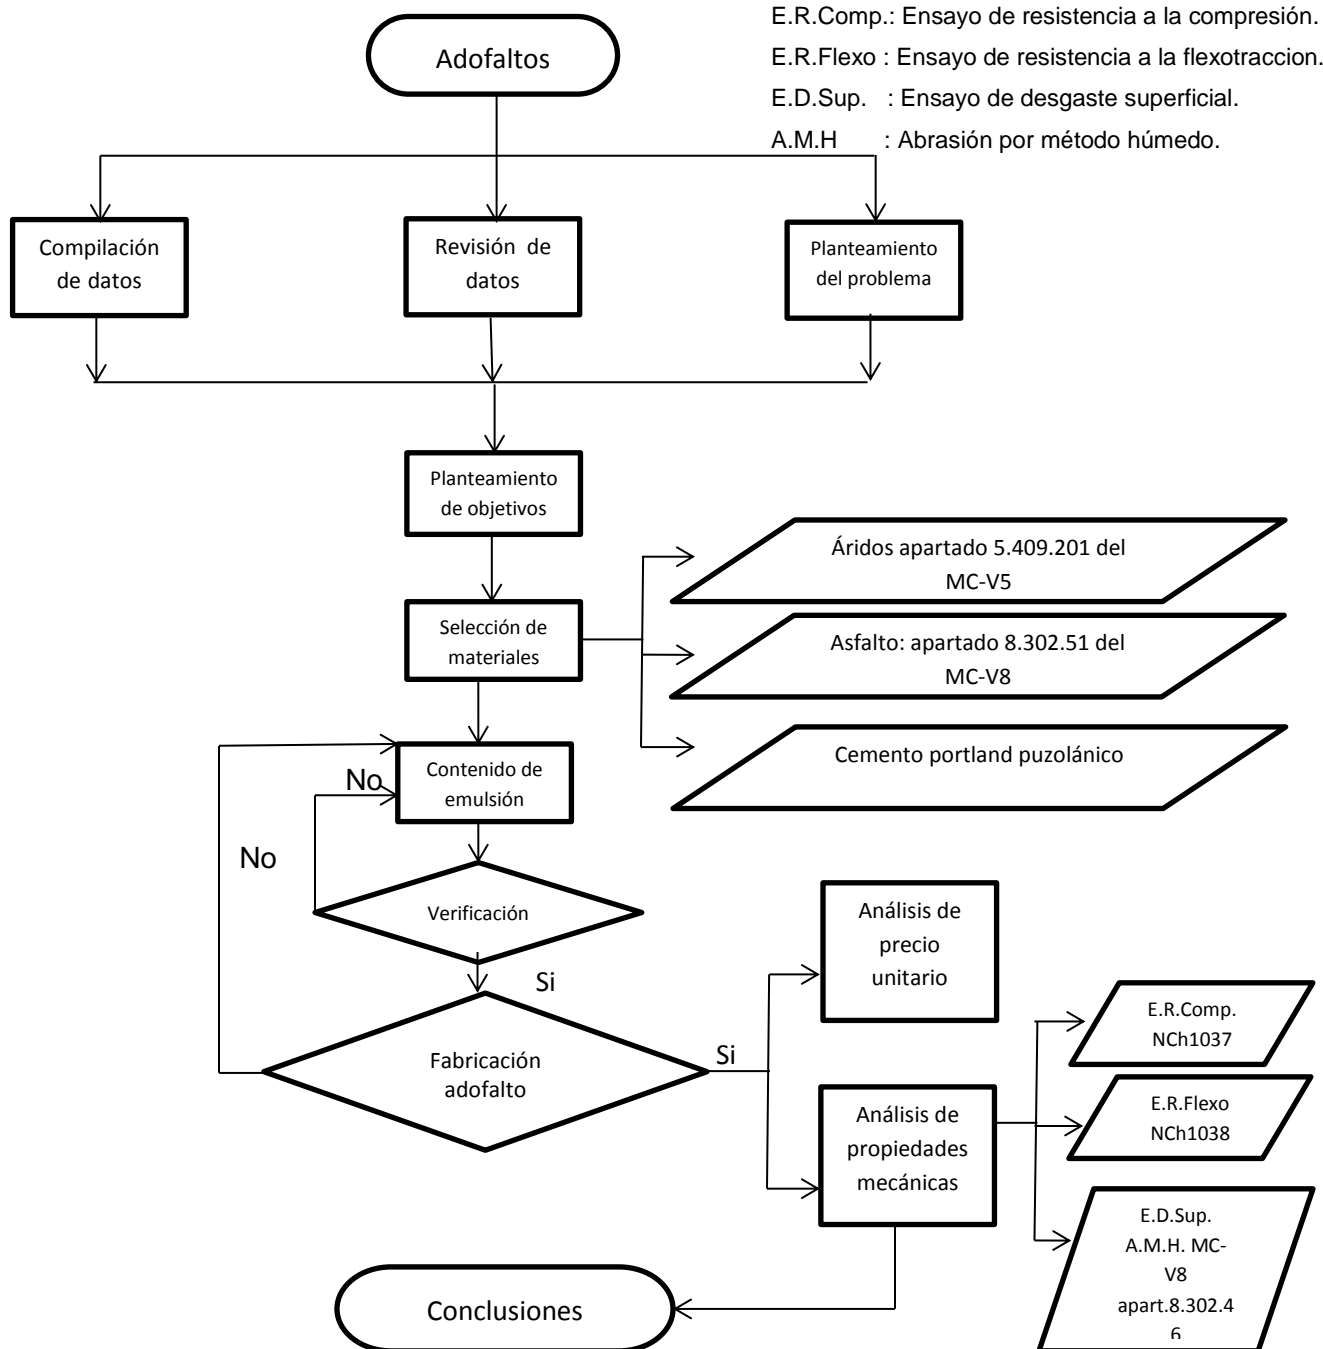 Adofaltos
E.R.Comp.: Ensayo de resistencia a la compresión.
E.R.Flexo : Ensayo de resistencia a la flexotraccion.
E.D.Sup. : Ensayo de desgaste superficial.
A.M.H : Abrasión por método húmedo.
Compilación
de datos
Revisión de
datos
Planteamiento
del problema
Planteamiento
de objetivos
Selección de
materiales
Áridos apartado 5.409.201 del
MC-V5
Asfalto: apartado 8.302.51 del
MC-V8
Cemento portland puzolánico
Contenido de
emulsión
No
No
Verificación
Si
Fabricación
adofalto
Si
Análisis de
precio
unitario
Análisis de
propiedades
mecánicas
E.R.Comp.
NCh1037
E.R.Flexo
NCh1038
E.D.Sup.
A.M.H. MC-
V8
apart.8.302.4
6
Conclusiones